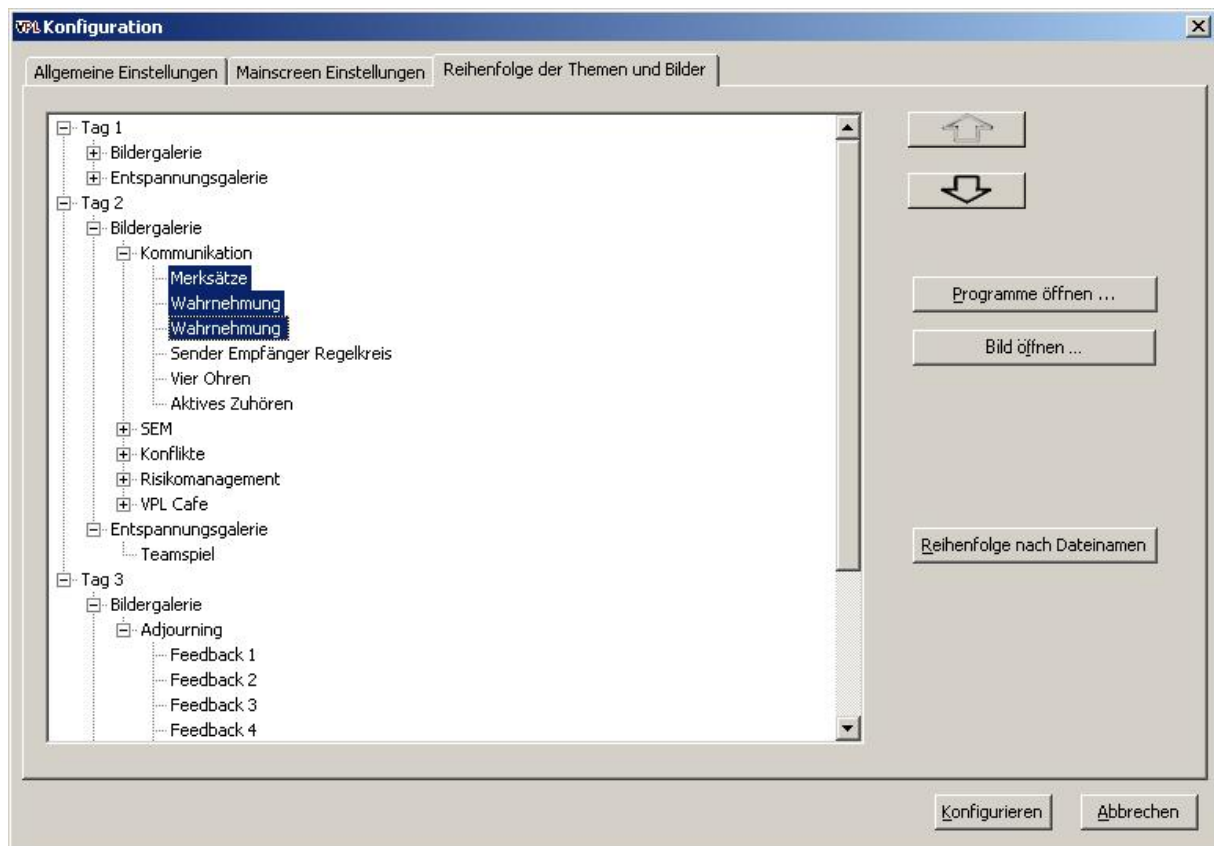 VPL Konfiguration
Allgemeine Einstellungen
Mainscreen Einstellungen
Reihenfolge der Themen und Bilder
Tag 1
Bildergalerie
Entspannungsgalerie
Tag 2
Bildergalerie
Kommunikation
Merksätze
Wahrnehmung
Wahrnehmung
Sender Empfänger Regelkreis
Vier Ohren
Aktives Zuhören
SEM
Konflikte
Risikomanagement
VPL Cafe
Entspannungsgalerie
Teamspiel
Tag 3
Bildergalerie
Adjourning
Feedback 1
Feedback 2
Feedback 3
Feedback 4
Programme öffnen ...
Bild öffnen ...
Reihenfolge nach Dateinamen
Konfigurieren
Abbrechen